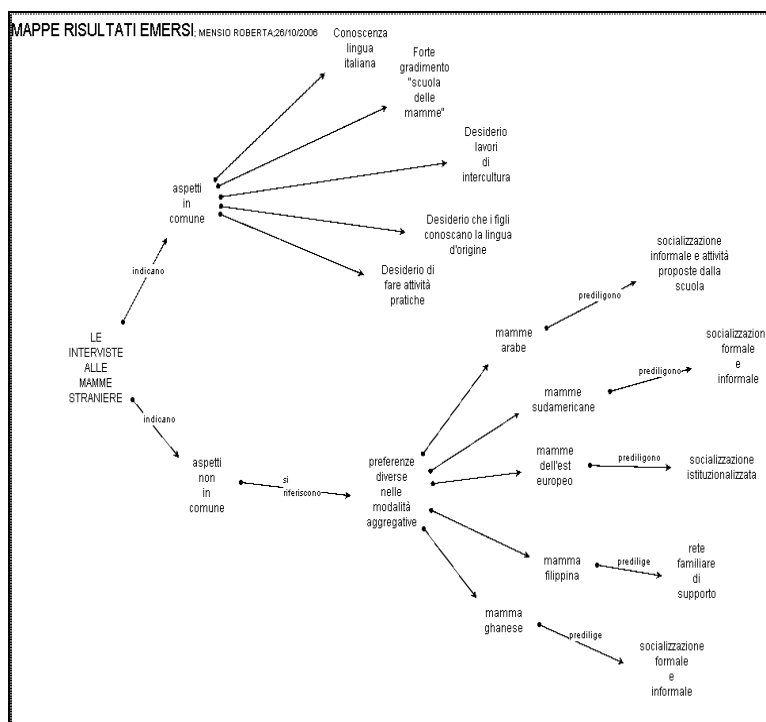 MAPPE RISULTATI EMERSI; MENSIO ROBERTA;26/10/2006
Conoscenza
lingua
italiana
Forte
gradimento
"scuola
delle
mamme"
Desiderio
lavori
di
intercultura
aspetti
in
comune
Desiderio che i figli
conoscano la lingua
d'origine
Desiderio di
fare attività
pratiche
indicano
LE
INTERVISTE
ALLE
MAMME
STRANIERE
indicano
aspetti
non
in
comune
si
riferiscono
preferenze
diverse
nelle
modalità
aggregative
mamme
arabe
prediligono
socializzazione
informale e attività
proposte dalla
scuola
mamme
sudamericane
prediligono
socializzazione
formale
e
informale
mamme
dell'est
europeo
prediligono
socializzazione
istituzionalizzata
mamma
filippina
predilige
rete
familiare
di
supporto
mamma
ghanese
predilige
socializzazione
formale
e
informale